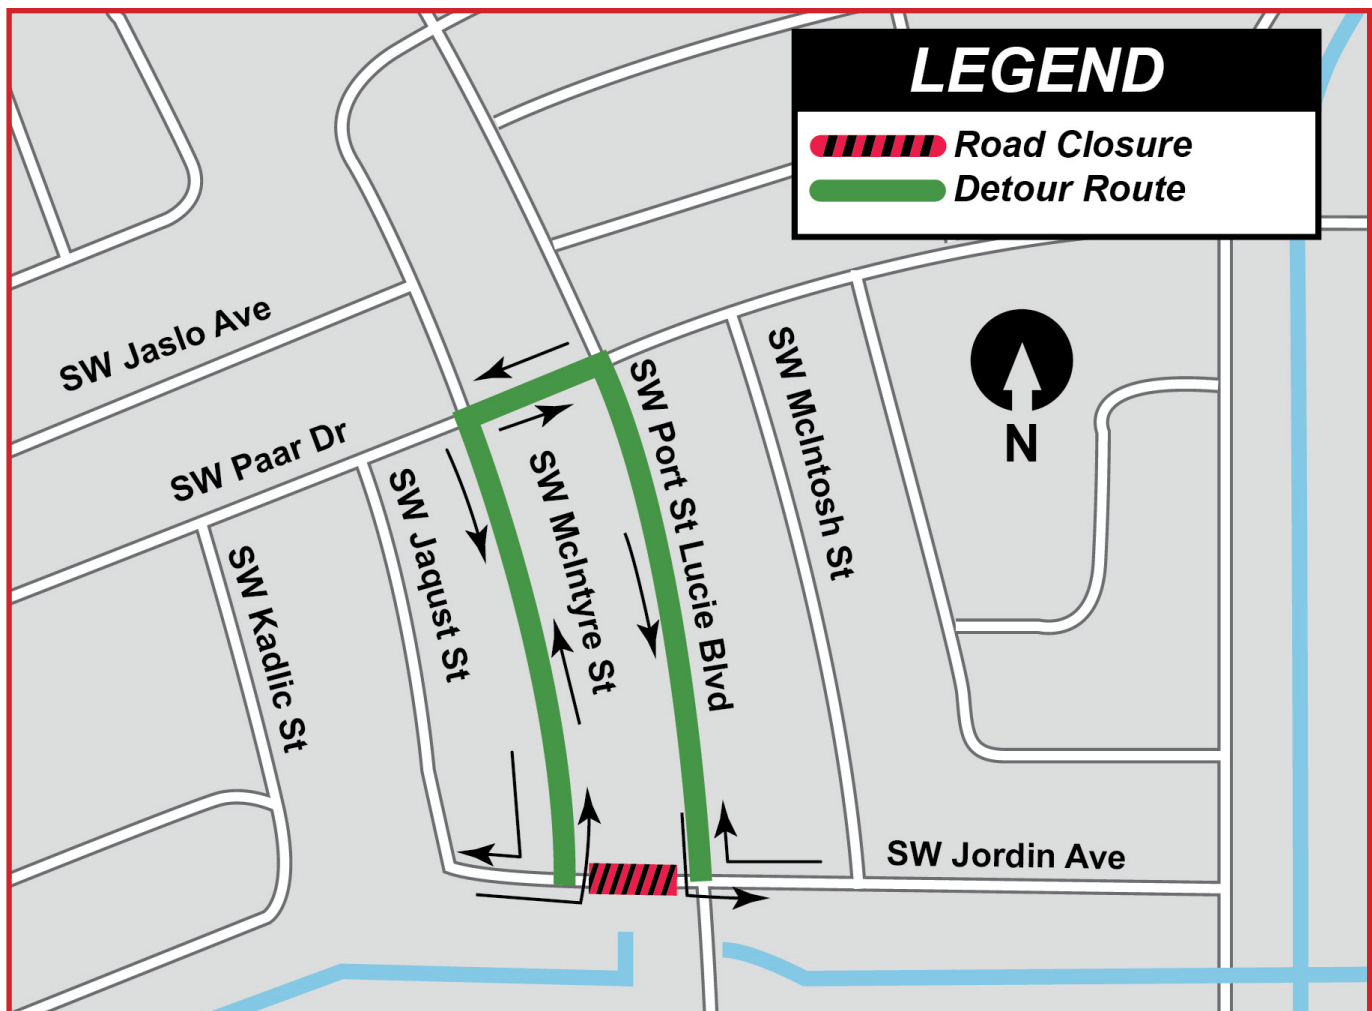 LEGEND
Road Closure
Detour Route
SW Jaslo Ave
SW Paar Dr
SW Kadlic St
SW Jaqust St
SW McIntyre St
SW Port St Lucie Blvd
SW McIntosh St
N
SW Jordin Ave